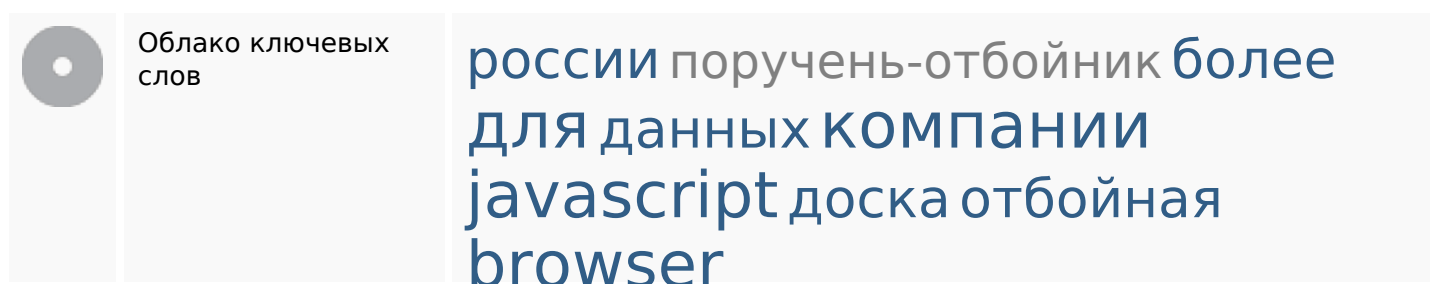 Облако ключевых
слов
россии поручень-отбойник более
для данных компании
javascript доска отбойная
browser